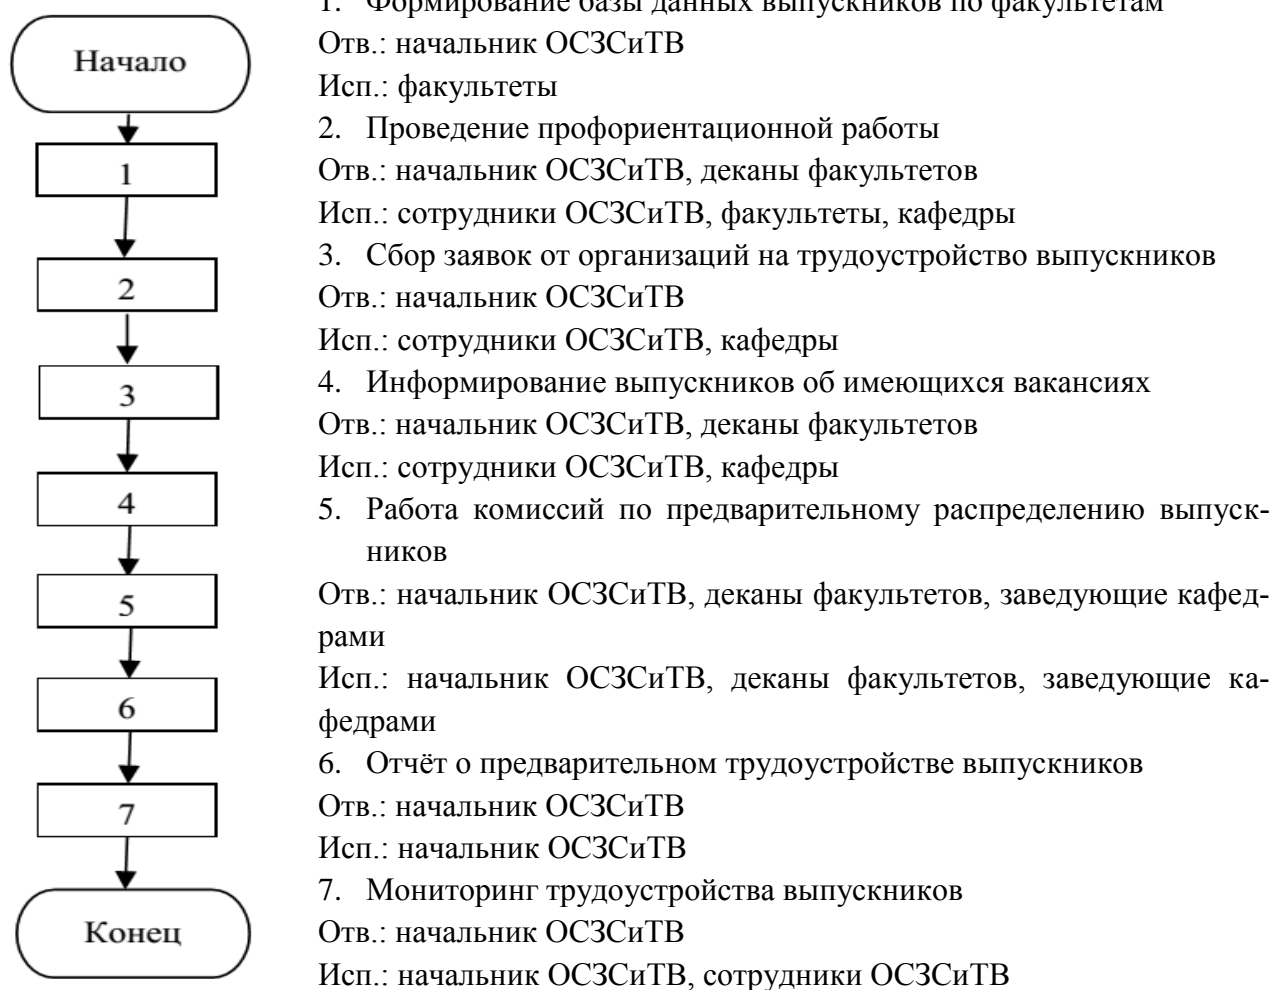 Начало
1
2
3
4
5
6
7
Конец
1. Формирование базы данных выпускников по факультетам
Отв.: начальник ОСЗСиТВ
Исп.: факультеты
2. Проведение профориентационной работы
Отв.: начальник ОСЗСиТВ, деканы факультетов
Исп.: сотрудники ОСЗСиТВ, факультеты, кафедры
3. Сбор заявок от организаций на трудоустройство выпускников
Отв.: начальник ОСЗСиТВ
Исп.: сотрудники ОСЗСиТВ, кафедры
4. Информирование выпускников об имеющихся вакансиях
Отв.: начальник ОСЗСиТВ, деканы факультетов
Исп.: сотрудники ОСЗСиТВ, кафедры
5. Работа комиссий по предварительному распределению выпуск-
ников
Отв.: начальник ОСЗСиТВ, деканы факультетов, заведующие кафед-
рами
Исп.: начальник ОСЗСиТВ, деканы факультетов, заведующие ка-
федрами
6. Отчёт о предварительном трудоустройстве выпускников
Отв.: начальник ОСЗСиТВ
Исп.: начальник ОСЗСиТВ
7. Мониторинг трудоустройства выпускников
Отв.: начальник ОСЗСиТВ
Исп.: начальник ОСЗСиТВ, сотрудники ОСЗСиТВ